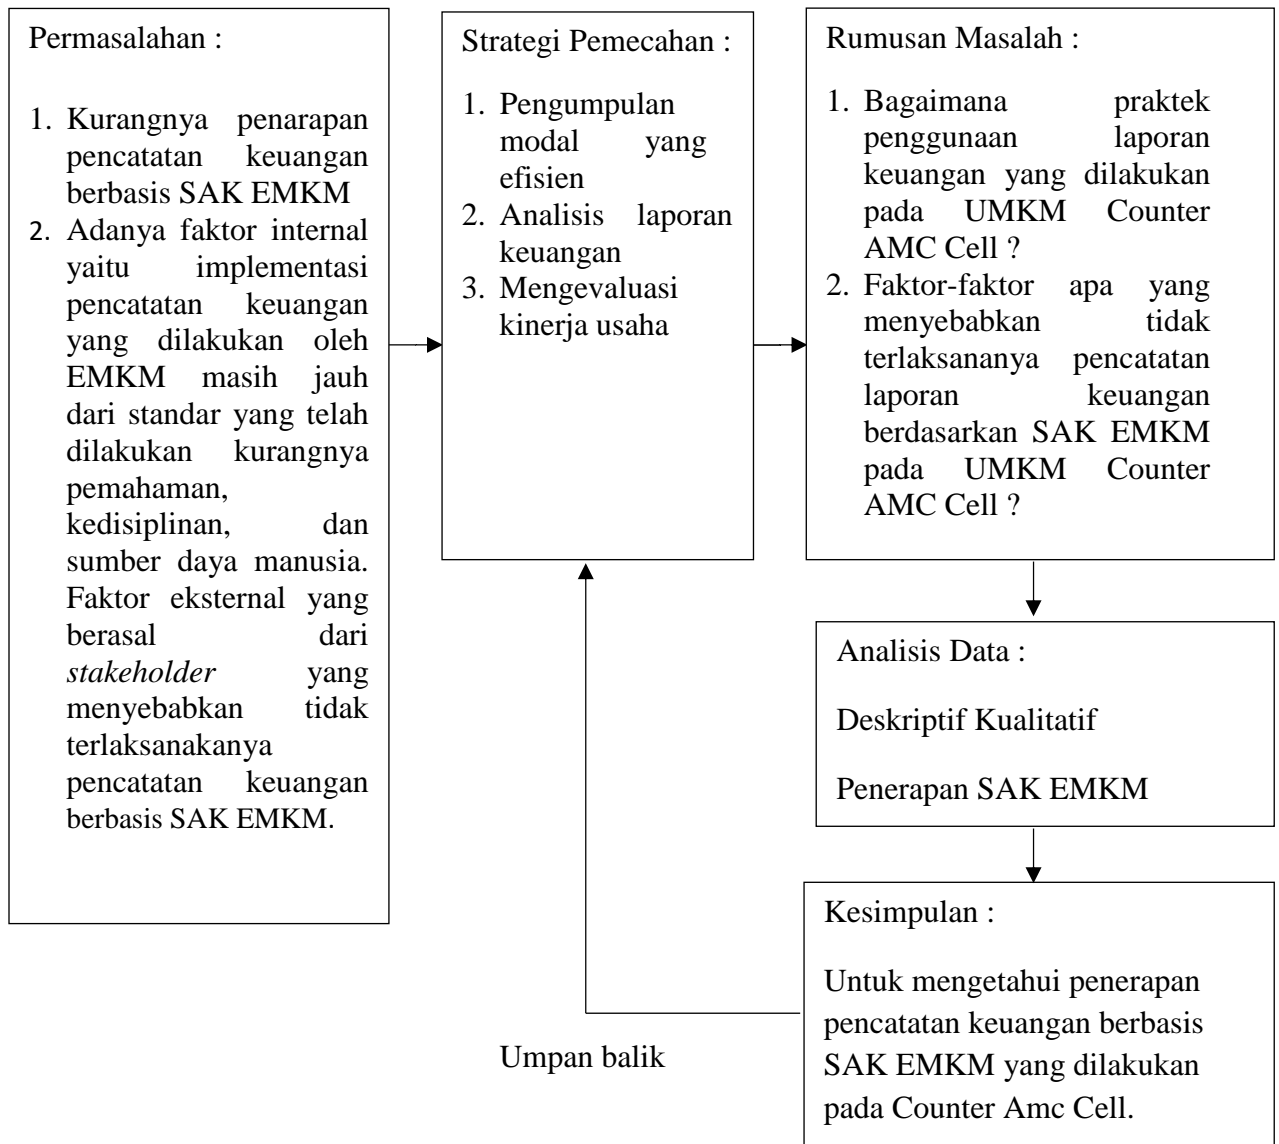 Permasalahan :
1. Kurangnya penarapan
pencatatan keuangan
berbasis SAK EMKM
2. Adanya faktor internal
yaitu implementasi
pencatatan keuangan
yang dilakukan oleh
EMKM masih jauh
dari standar yang telah
dilakukan kurangnya
pemahaman,
kedisiplinan, dan
sumber daya manusia.
Faktor eksternal yang
berasal dari
stakeholder yang
menyebabkan tidak
terlaksanakanya
pencatatan keuangan
berbasis SAK EMKM.
Strategi Pemecahan :
1. Pengumpulan
modal yang
efisien
2. Analisis laporan
keuangan
3. Mengevaluasi
kinerja usaha
Rumusan Masalah :
1. Bagaimana praktek
penggunaan laporan
keuangan yang dilakukan
pada UMKM Counter
AMC Cell ?
2. Faktor-faktor apa yang
menyebabkan tidak
terlaksananya pencatatan
laporan keuangan
berdasarkan SAK EMKM
pada UMKM Counter
AMC Cell ?
Analisis Data :
Deskriptif Kualitatif
Penerapan SAK EMKM
Kesimpulan :
Untuk mengetahui penerapan
pencatatan keuangan berbasis
SAK EMKM yang dilakukan
pada Counter Amc Cell.
Umpan balik